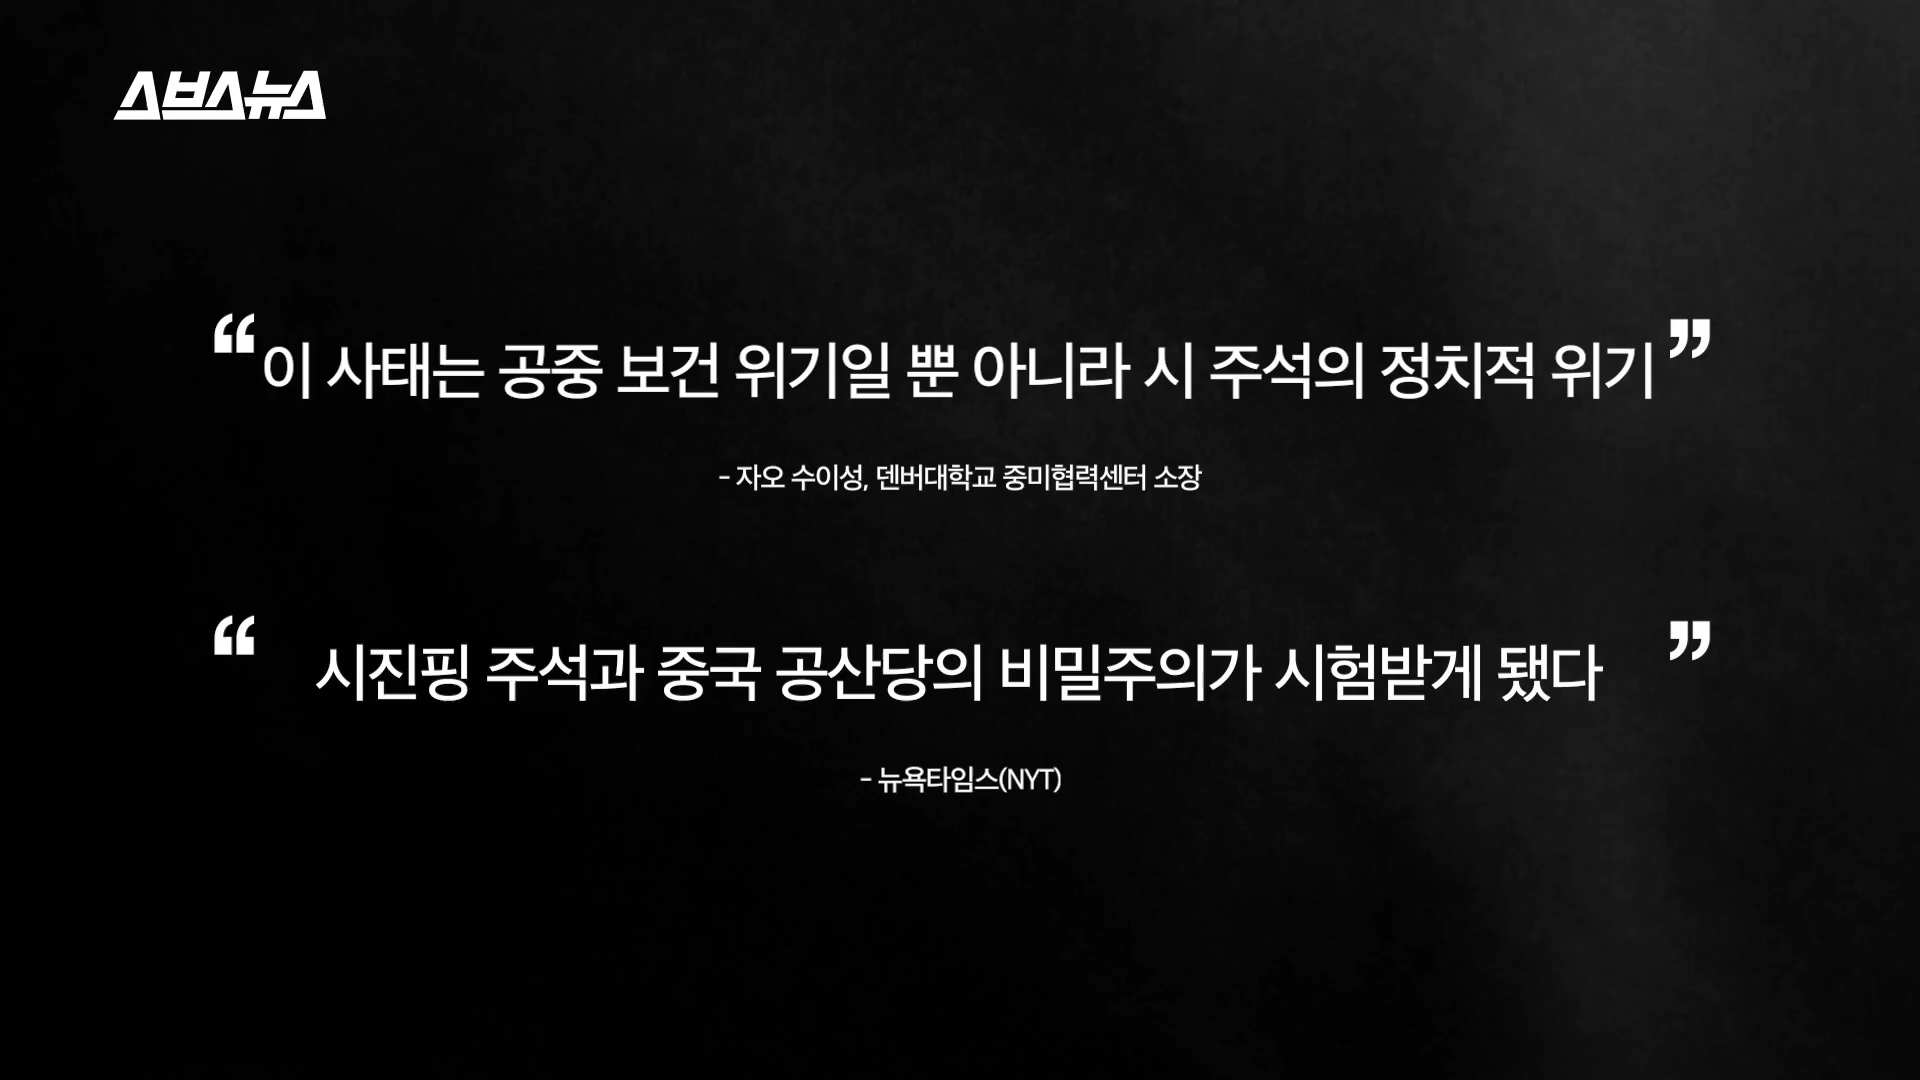 스브스뉴스
“이 사태는 공중 보건 위기일 뿐 아니라 시 주석의 정치적 위기”
- 자오 수이성, 덴버대학교 중미협력센터 소장
“시진핑 주석과 중국 공산당의 비밀주의가 시험받게 됐다”
- 뉴욕타임스(NYT)